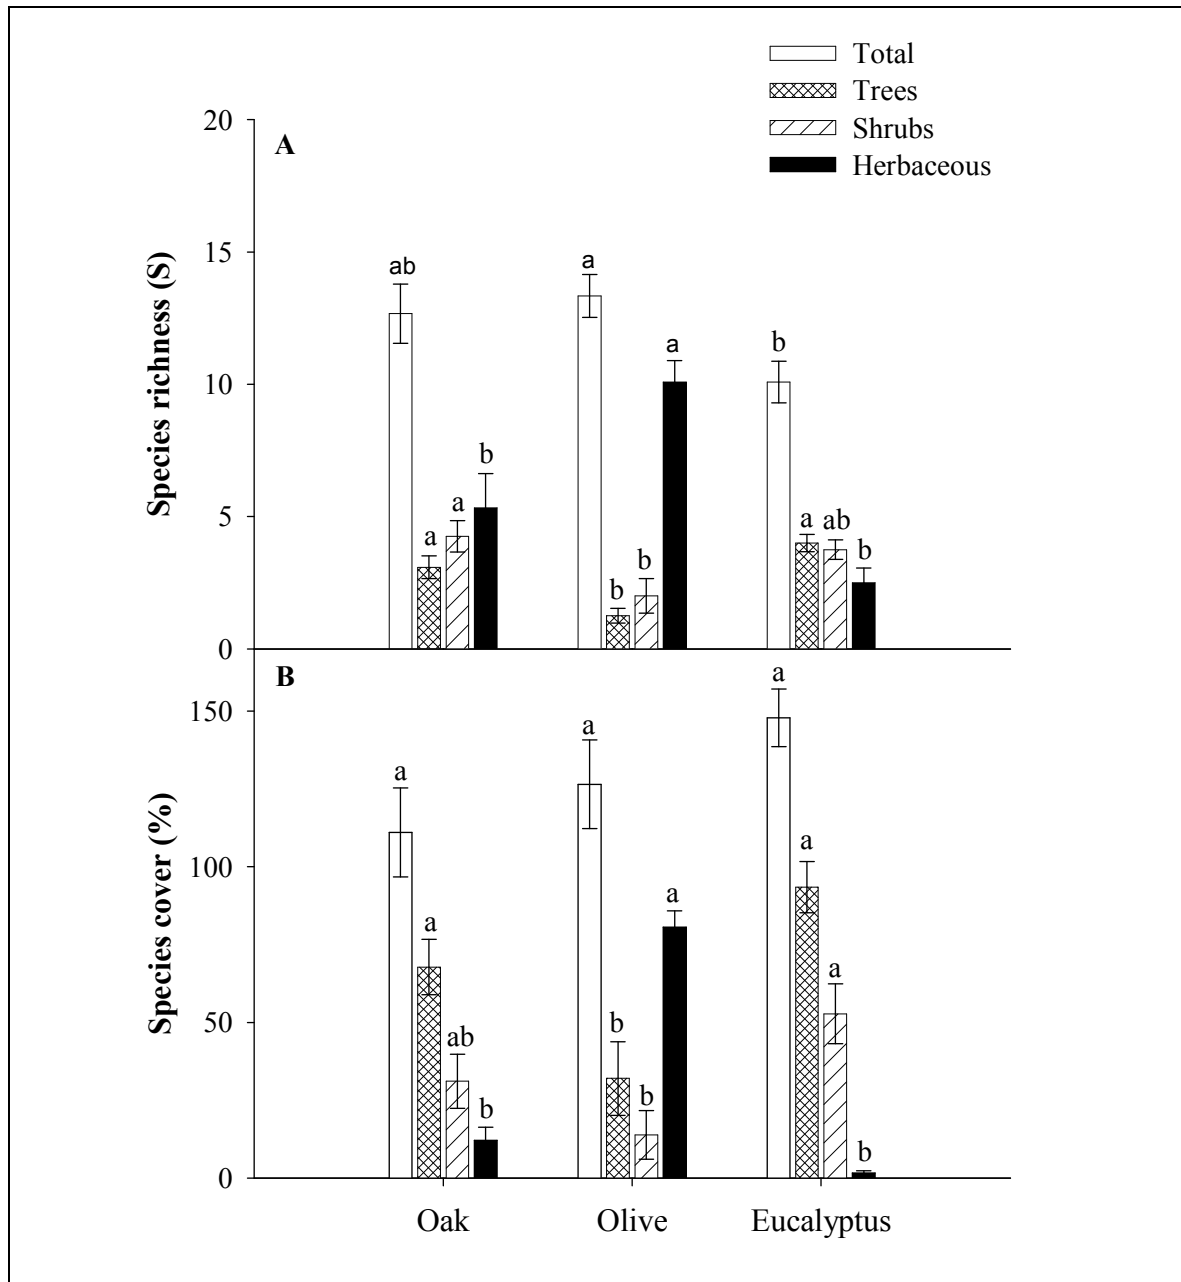 Total
Trees
Shrubs
Herbaceous
A
Species richness (S)
20
15
10
5
0
ab
a
a
b
a
b
b
a
b
a
ab
b
B
Species cover (%)
150
100
50
0
a
a
ab
b
a
b
b
a
a
a
a
b
Oak Olive Eucalyptus